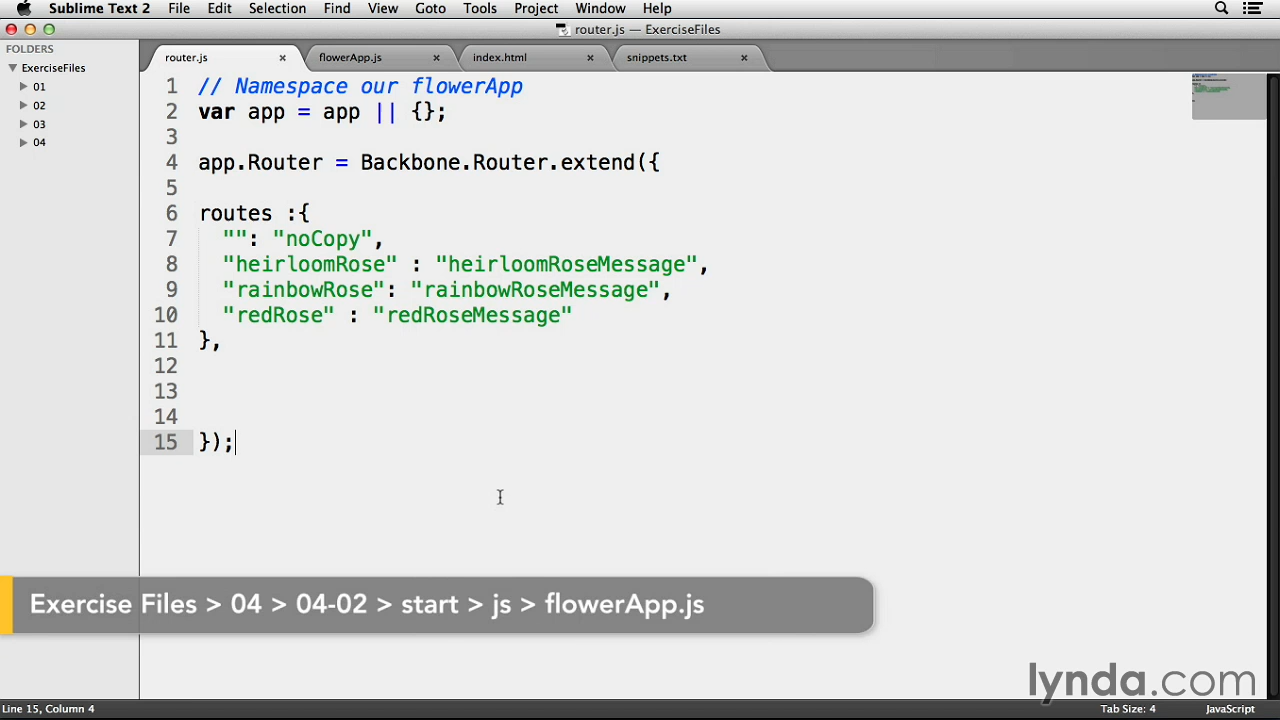 Sublime Text 2 File Edit Selection Find View Goto Tools Project Window Help
router.js — ExerciseFiles
FOLDERS
ExerciseFiles
01
02
03
04
router.js × flowerApp.js × index.html × snippets.txt ×
1 // Namespace our flowerApp
2 var app = app || {};
3
4 app.Router = Backbone.Router.extend({
5
6 routes :{
7 "": "noCopy",
8 "heirloomRose" : "heirloomRoseMessage",
9 "rainbowRose": "rainbowRoseMessage",
10 "redRose" : "redRoseMessage"
11 },
12
13
14
15 });
Exercise Files > 04 > 04-02 > start > js > flowerApp.js
lynda.com
Line 15, Column 4 Tab Size: 4 JavaScript